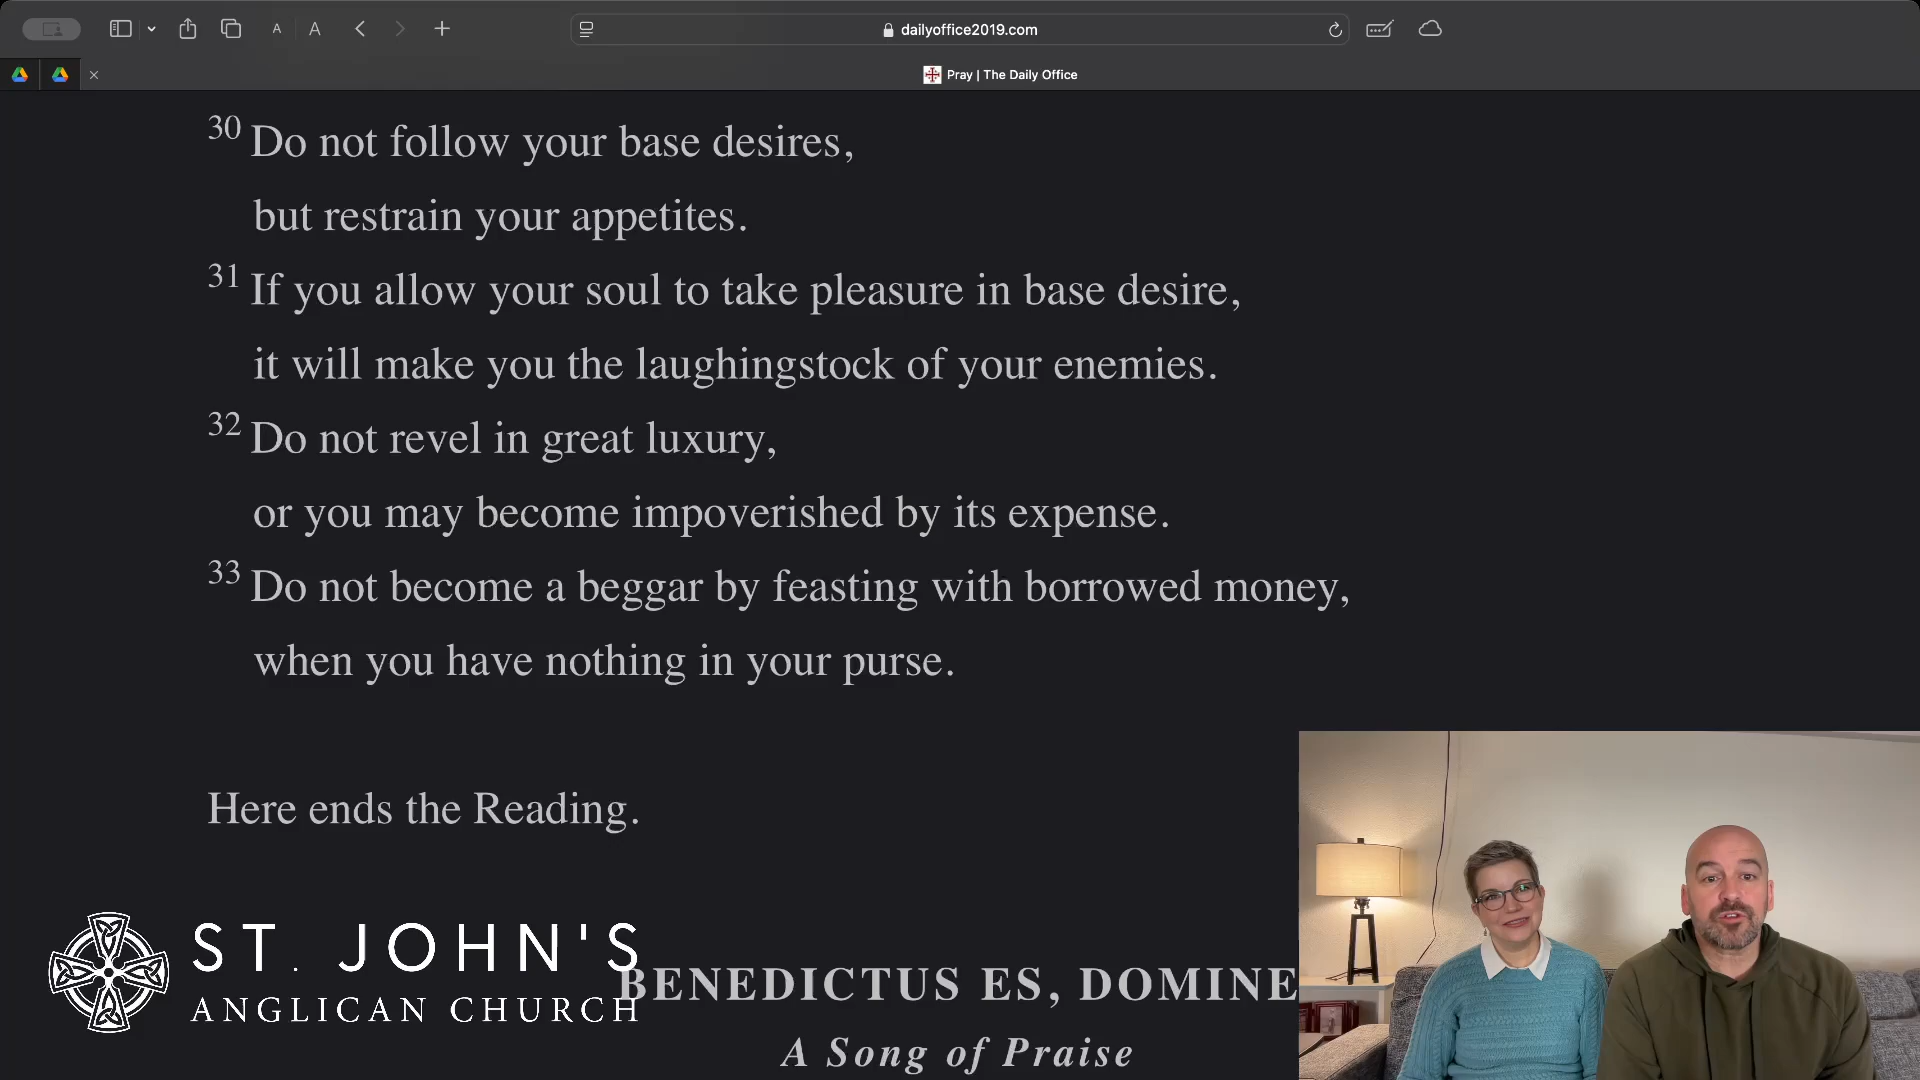 A A
dailyoffice2019.com
Pray | The Daily Office
30 Do not follow your base desires,
but restrain your appetites.
31 If you allow your soul to take pleasure in base desire,
it will make you the laughingstock of your enemies.
32 Do not revel in great luxury,
or you may become impoverished by its expense.
33 Do not become a beggar by feasting with borrowed money,
when you have nothing in your purse.
Here ends the Reading.
ST. JOHN'S
ANGLICAN CHURCH
BENEDICTUS ES, DOMINE
A Song of Praise